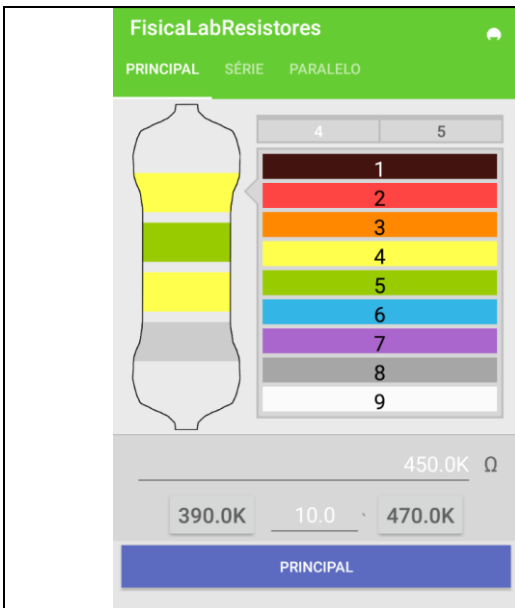 FisicaLabResistores
PRINCIPAL SÉRIE PARALELO
4 5
1
2
3
4
5
6
7
8
9
450.0K Ω
390.0K 10.0 470.0K
PRINCIPAL